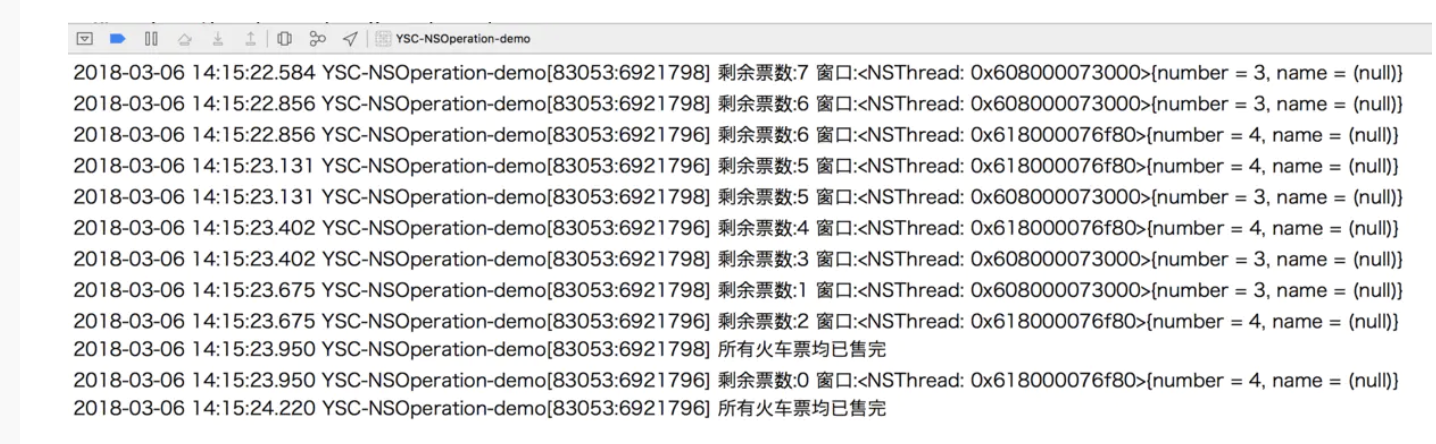 YSC-NSOperation-demo
2018-03-06 14:15:22.584 YSC-NSOperation-demo[83053:6921798] 剩余票数:7 窗口:<NSThread: 0x608000073000>{number = 3, name = (null)}
2018-03-06 14:15:22.856 YSC-NSOperation-demo[83053:6921798] 剩余票数:6 窗口:<NSThread: 0x608000073000>{number = 3, name = (null)}
2018-03-06 14:15:22.856 YSC-NSOperation-demo[83053:6921796] 剩余票数:6 窗口:<NSThread: 0x618000076f80>{number = 4, name = (null)}
2018-03-06 14:15:23.131 YSC-NSOperation-demo[83053:6921796] 剩余票数:5 窗口:<NSThread: 0x618000076f80>{number = 4, name = (null)}
2018-03-06 14:15:23.131 YSC-NSOperation-demo[83053:6921798] 剩余票数:5 窗口:<NSThread: 0x608000073000>{number = 3, name = (null)}
2018-03-06 14:15:23.402 YSC-NSOperation-demo[83053:6921796] 剩余票数:4 窗口:<NSThread: 0x618000076f80>{number = 4, name = (null)}
2018-03-06 14:15:23.402 YSC-NSOperation-demo[83053:6921798] 剩余票数:3 窗口:<NSThread: 0x608000073000>{number = 3, name = (null)}
2018-03-06 14:15:23.675 YSC-NSOperation-demo[83053:6921798] 剩余票数:1 窗口:<NSThread: 0x608000073000>{number = 3, name = (null)}
2018-03-06 14:15:23.675 YSC-NSOperation-demo[83053:6921796] 剩余票数:2 窗口:<NSThread: 0x618000076f80>{number = 4, name = (null)}
2018-03-06 14:15:23.950 YSC-NSOperation-demo[83053:6921798] 所有火车票均已售完
2018-03-06 14:15:23.950 YSC-NSOperation-demo[83053:6921796] 剩余票数:0 窗口:<NSThread: 0x618000076f80>{number = 4, name = (null)}
2018-03-06 14:15:24.220 YSC-NSOperation-demo[83053:6921796] 所有火车票均已售完